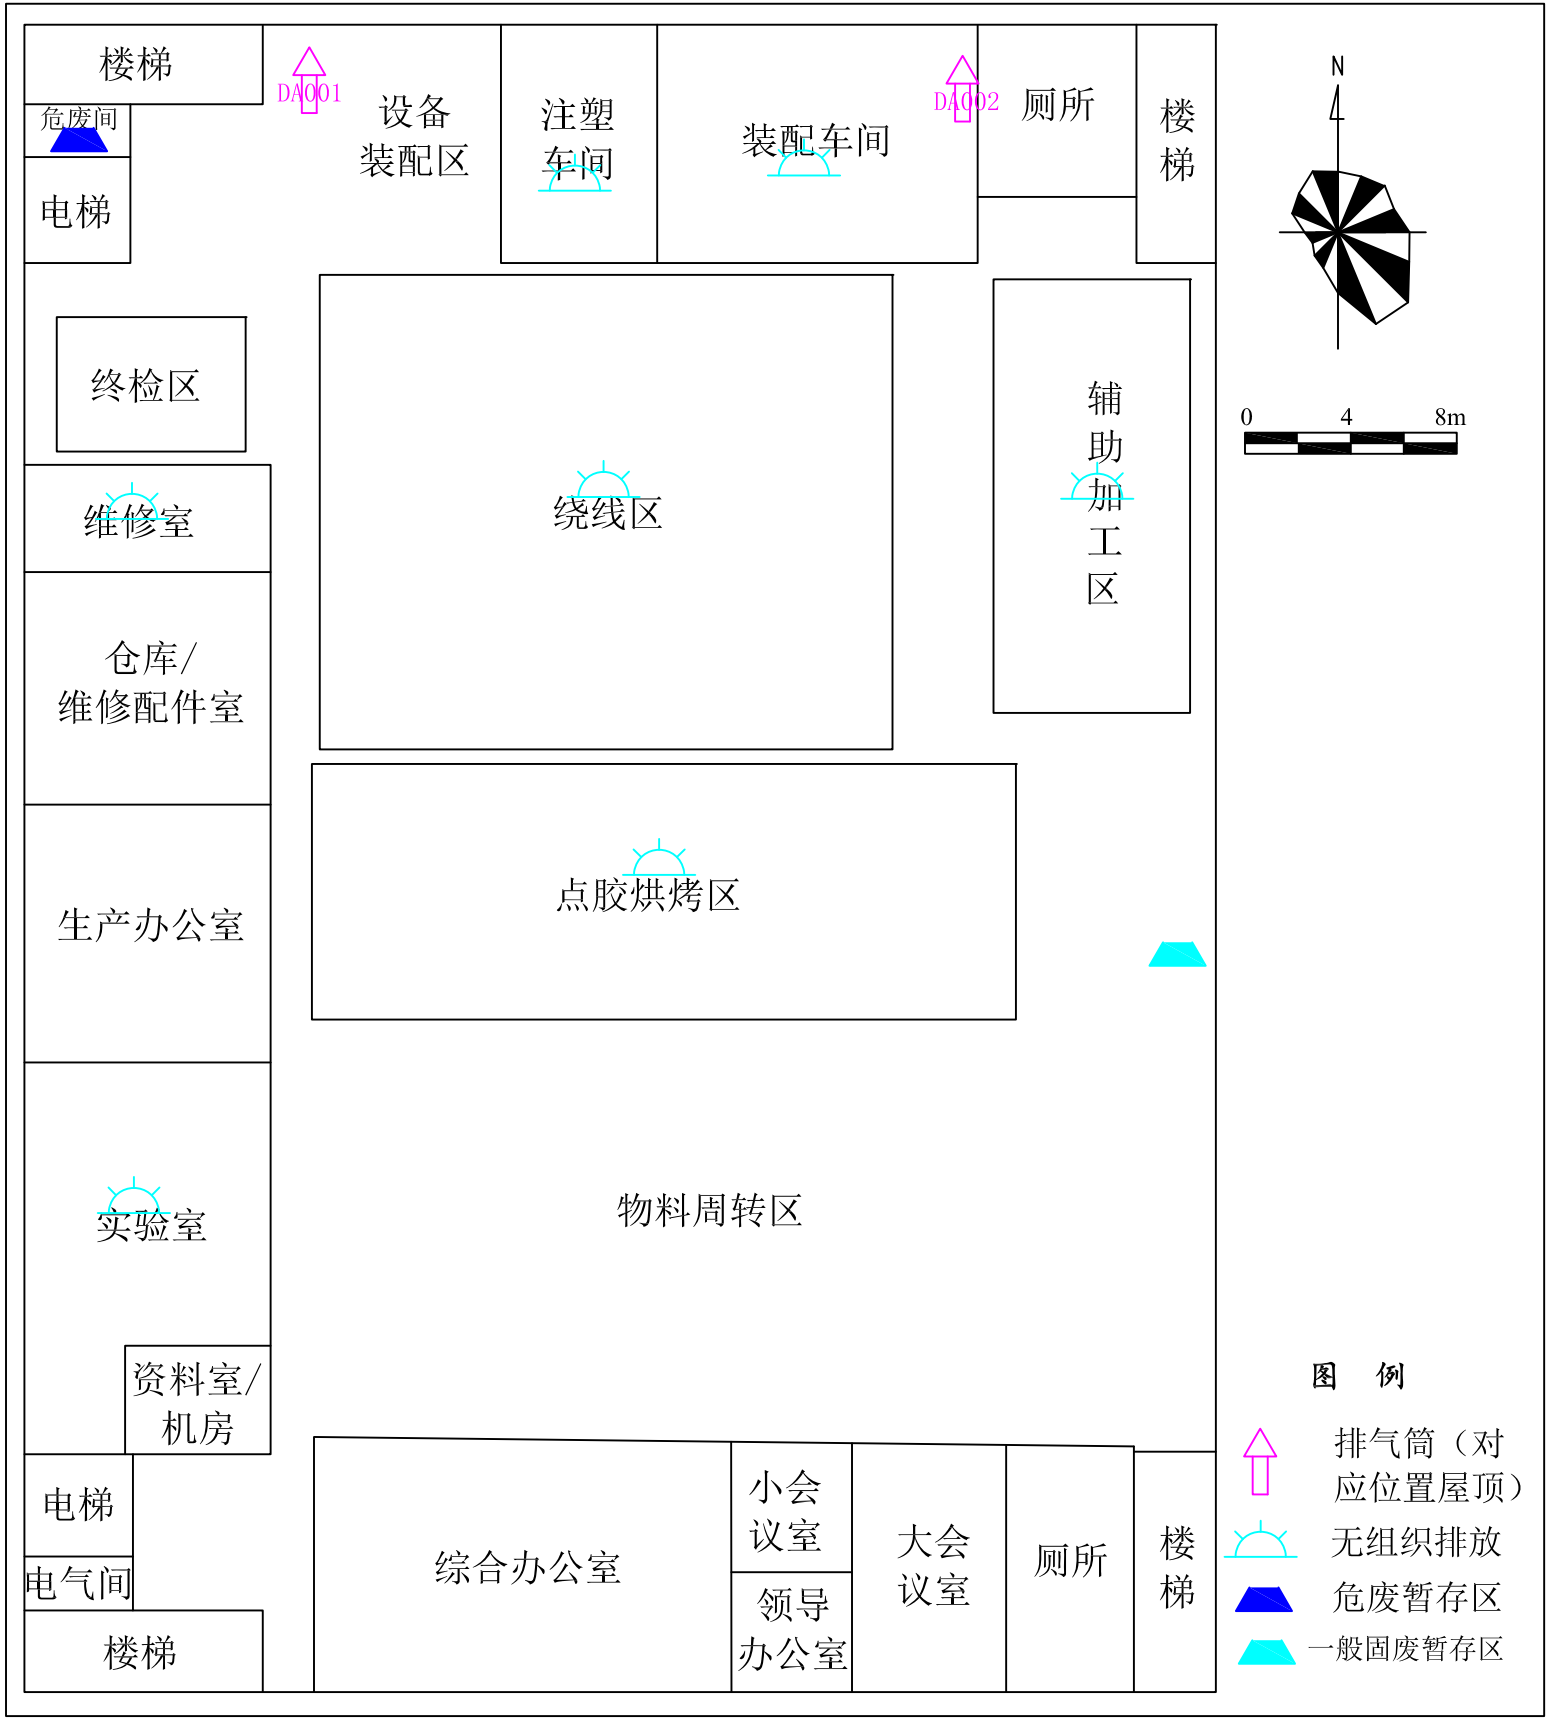 楼梯
DA001
设备
装配区
注塑
车间
装配车间
DA002
厕所
楼
梯
N
危废间
电梯
终检区
0 4 8m
维修室
绕线区
辅
助
加
工
区
仓库/
维修配件室
点胶烘烤区
生产办公室
实验室
物料周转区
资料室/
机房
电梯
电气间
楼梯
综合办公室
小会
议室
领导
办公室
大会
议室
厕所
楼
梯
图 例
排气筒（对
应位置屋顶）
无组织排放
危废暂存区
一般固废暂存区